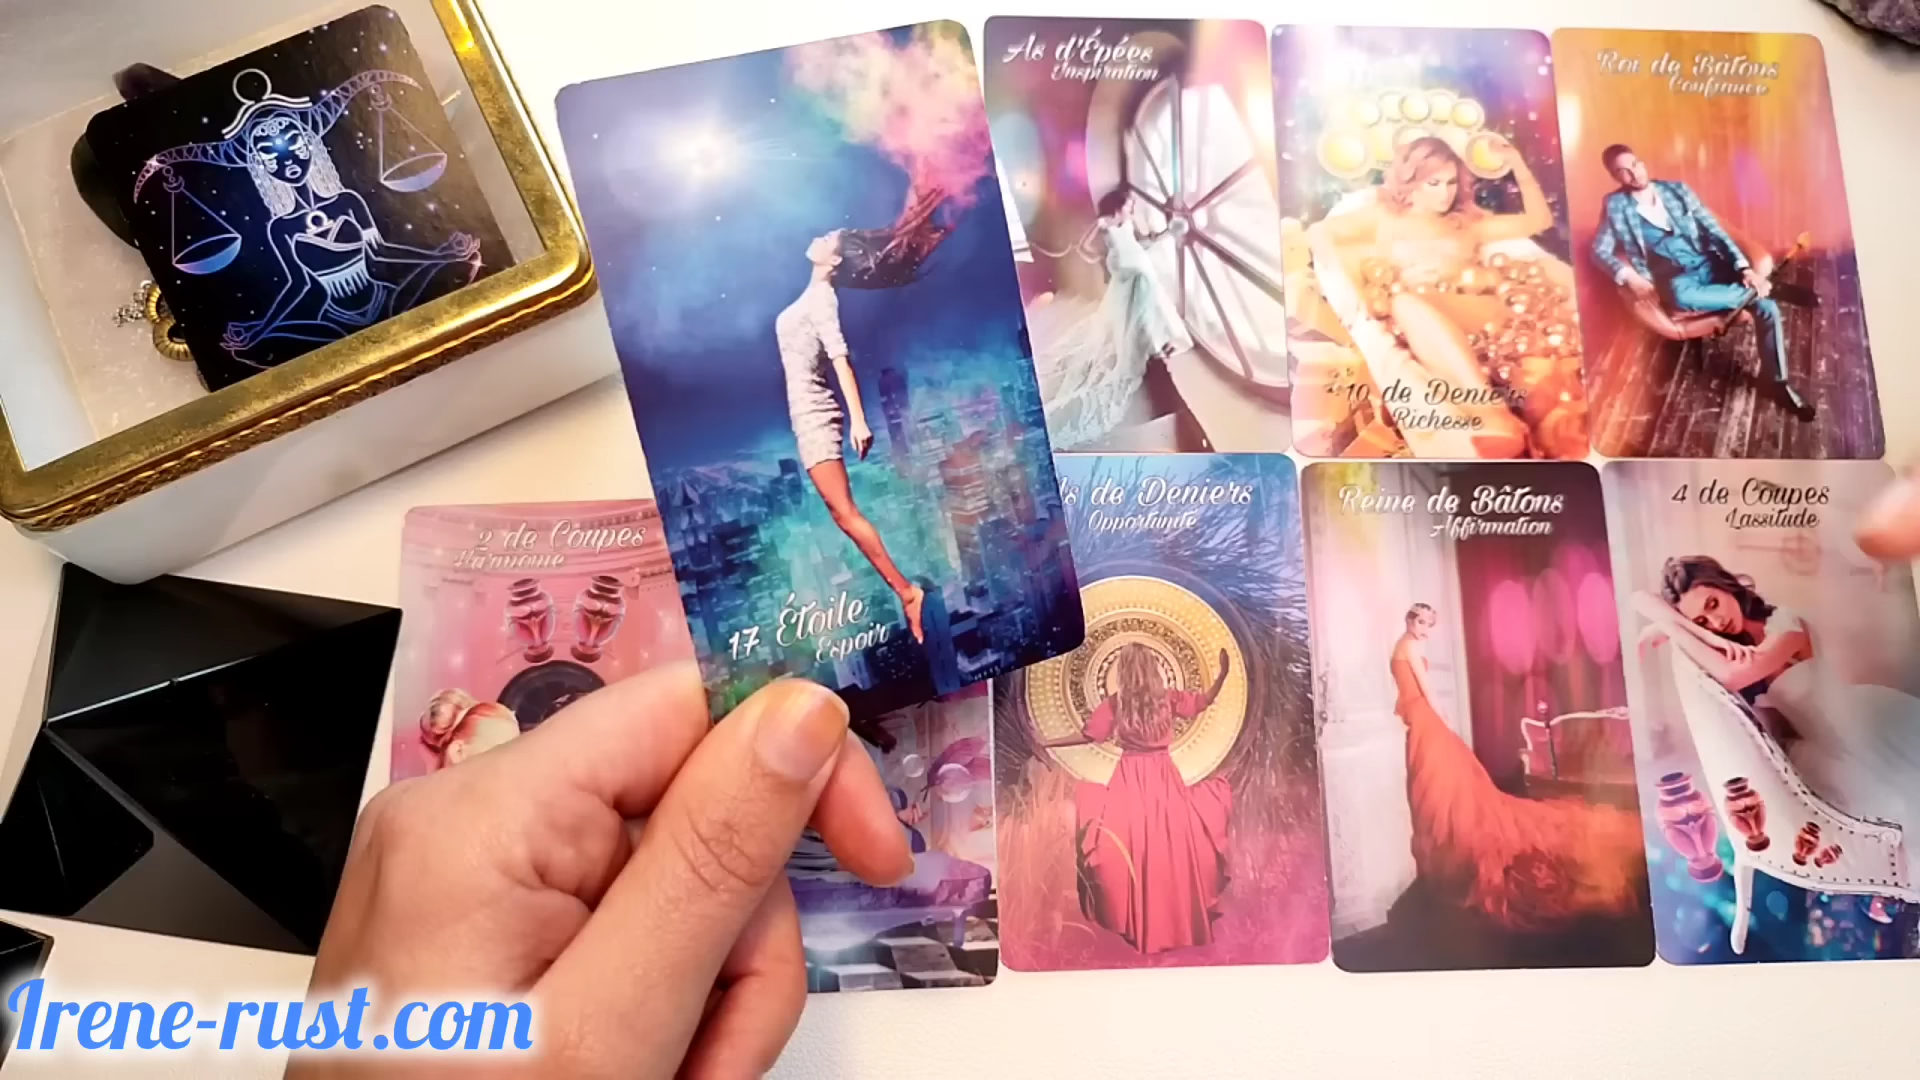 As d'Épées
Inspiration
10 de Deniers
Richesse
Roi de Bâtons
Confiance
17 Étoile
Espoir
2 de Coupes
Harmonie
As de Deniers
Opportunité
Reine de Bâtons
Affirmation
4 de Coupes
Lassitude
Irene-rust.com